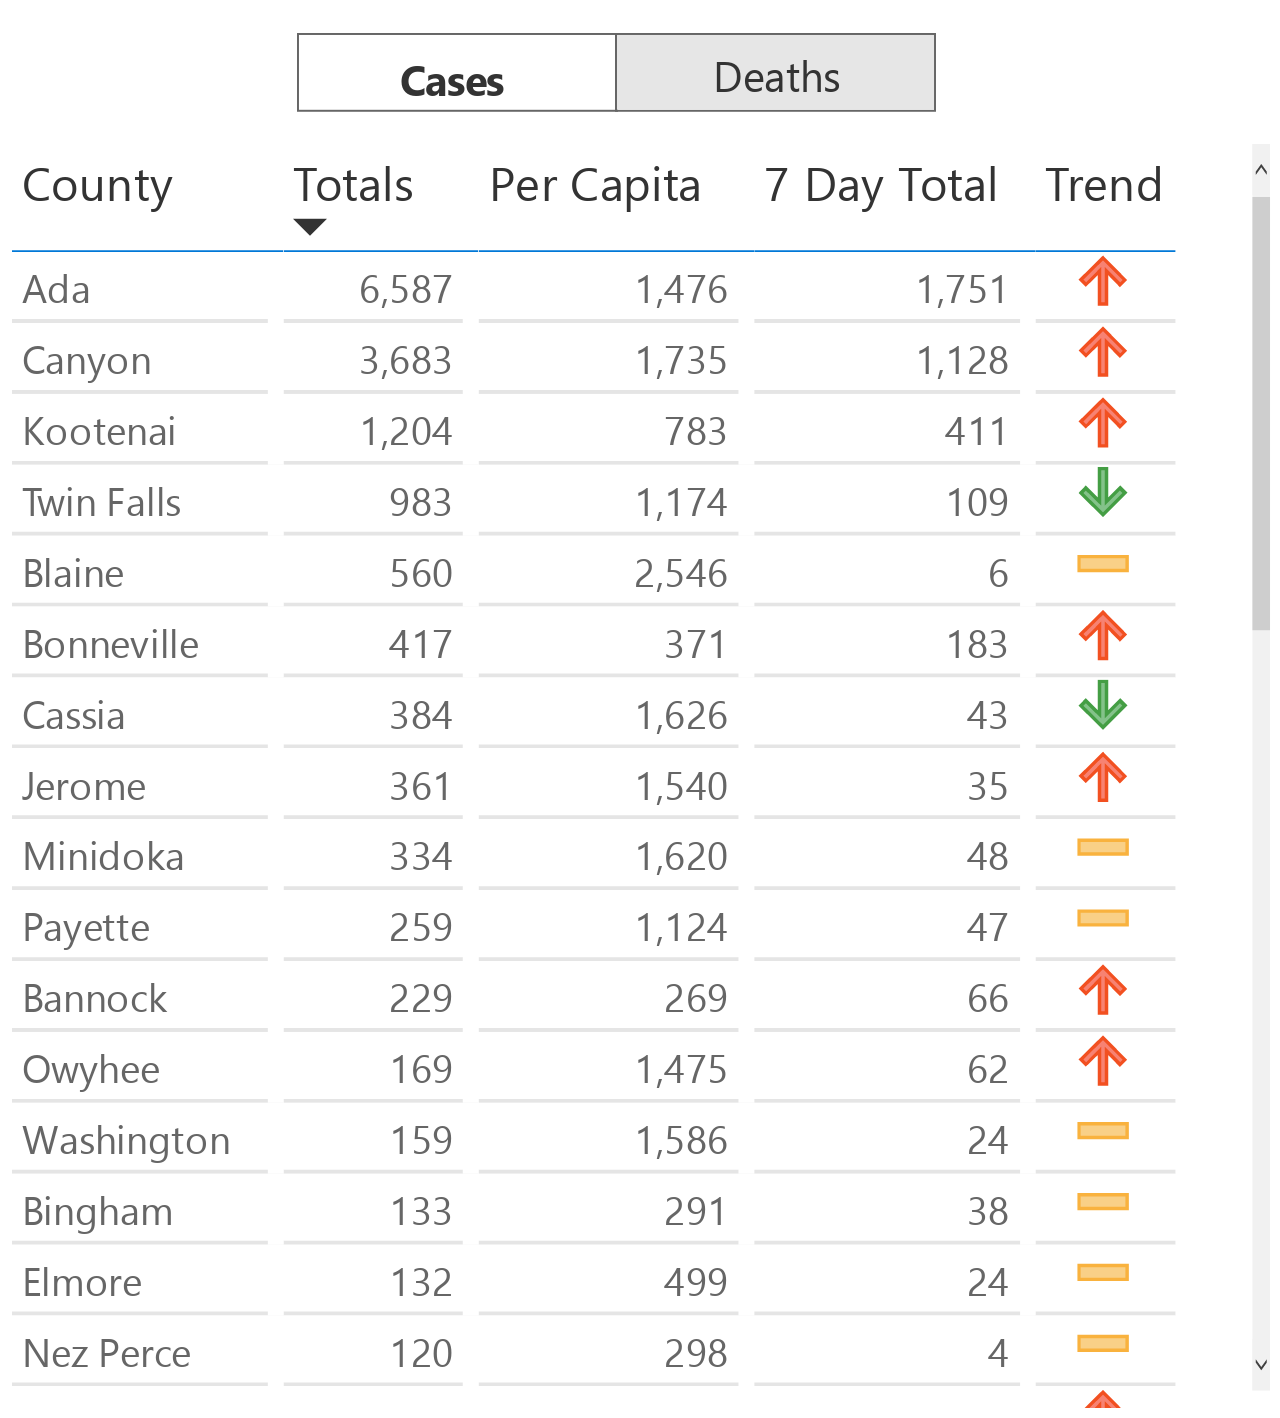 Cases Deaths
County Totals Per Capita 7 Day Total Trend
Ada 6,587 1,476 1,751
Canyon 3,683 1,735 1,128
Kootenai 1,204 783 411
Twin Falls 983 1,174 109
Blaine 560 2,546 6
Bonneville 417 371 183
Cassia 384 1,626 43
Jerome 361 1,540 35
Minidoka 334 1,620 48
Payette 259 1,124 47
Bannock 229 269 66
Owyhee 169 1,475 62
Washington 159 1,586 24
Bingham 133 291 38
Elmore 132 499 24
Nez Perce 120 298 4